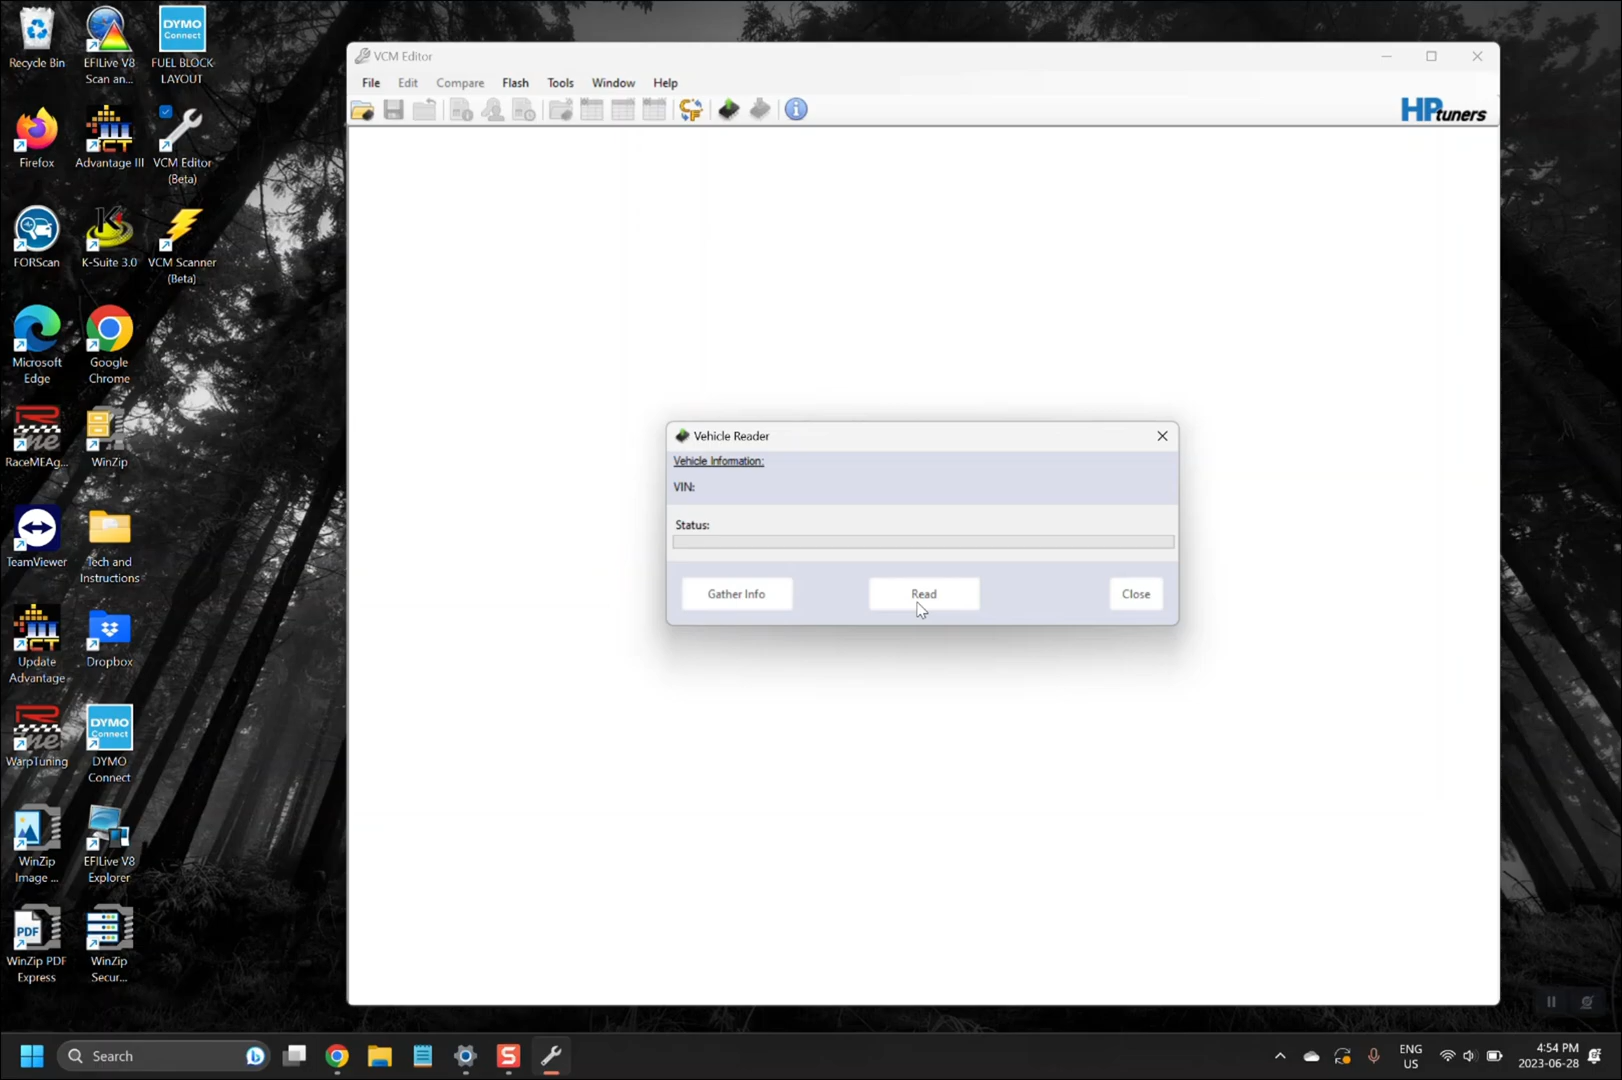 Recycle Bin
EFILive V8
Scan an...
DYMO
Connect
FUEL BLOCK
LAYOUT
Firefox
MCT
Advantage III
VCM Editor
(Beta)
FORScan
K
K-Suite 3.0
VCM Scanner
(Beta)
Microsoft
Edge
Google
Chrome
RaceMEAg...
WinZip
TeamViewer
Tech and
Instructions
MCT
Update
Advantage
Dropbox
WarpTuning
DYMO
Connect
DYMO
Connect
WinZip
Image ...
EFILive V8
Explorer
PDF
WinZip PDF
Express
WinZip
Secur...
VCM Editor
File Edit Compare Flash Tools Window Help
HPtuners
Vehicle Reader
Vehicle Information:
VIN:
Status:
Gather Info Read Close
Search
S
ENG
US
4:54 PM
2023-06-28